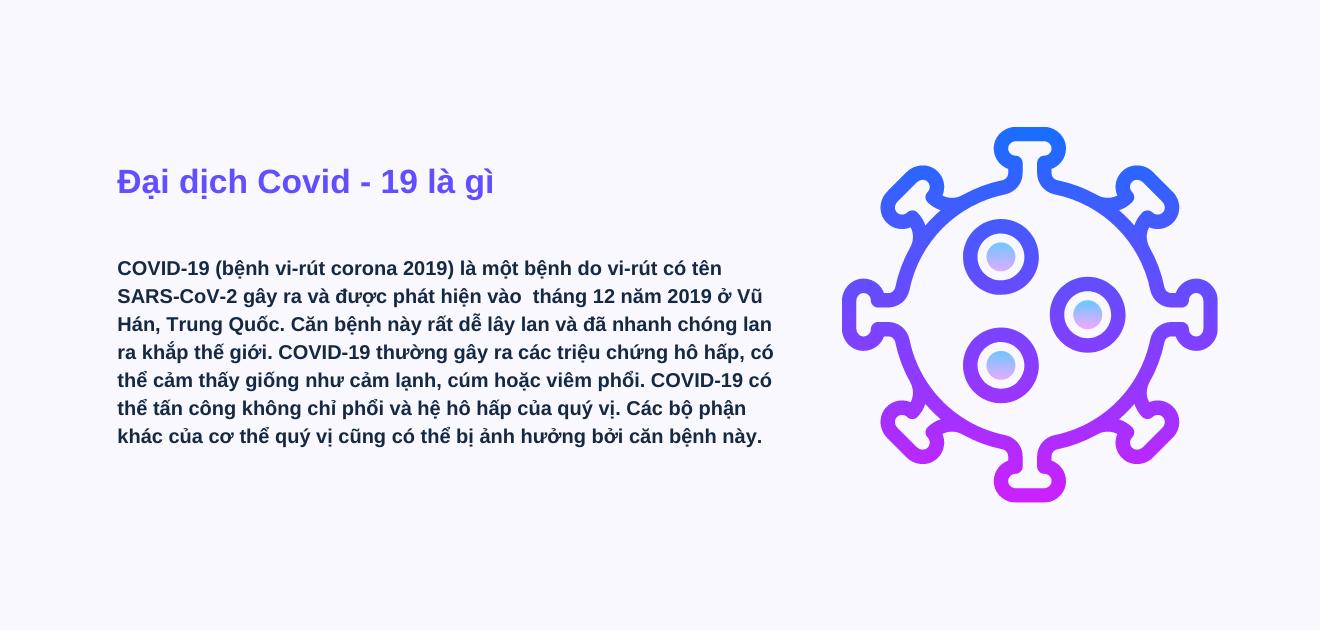 Đại dịch Covid - 19 là gì
COVID-19 (bệnh vi-rút corona 2019) là một bệnh do vi-rút có tên
SARS-CoV-2 gây ra và được phát hiện vào  tháng 12 năm 2019 ở Vũ
Hán, Trung Quốc. Căn bệnh này rất dễ lây lan và đã nhanh chóng lan
ra khắp thế giới. COVID-19 thường gây ra các triệu chứng hô hấp, có
thể cảm thấy giống như cảm lạnh, cúm hoặc viêm phổi. COVID-19 có
thể tấn công không chỉ phổi và hệ hô hấp của quý vị. Các bộ phận
khác của cơ thể quý vị cũng có thể bị ảnh hưởng bởi căn bệnh này.